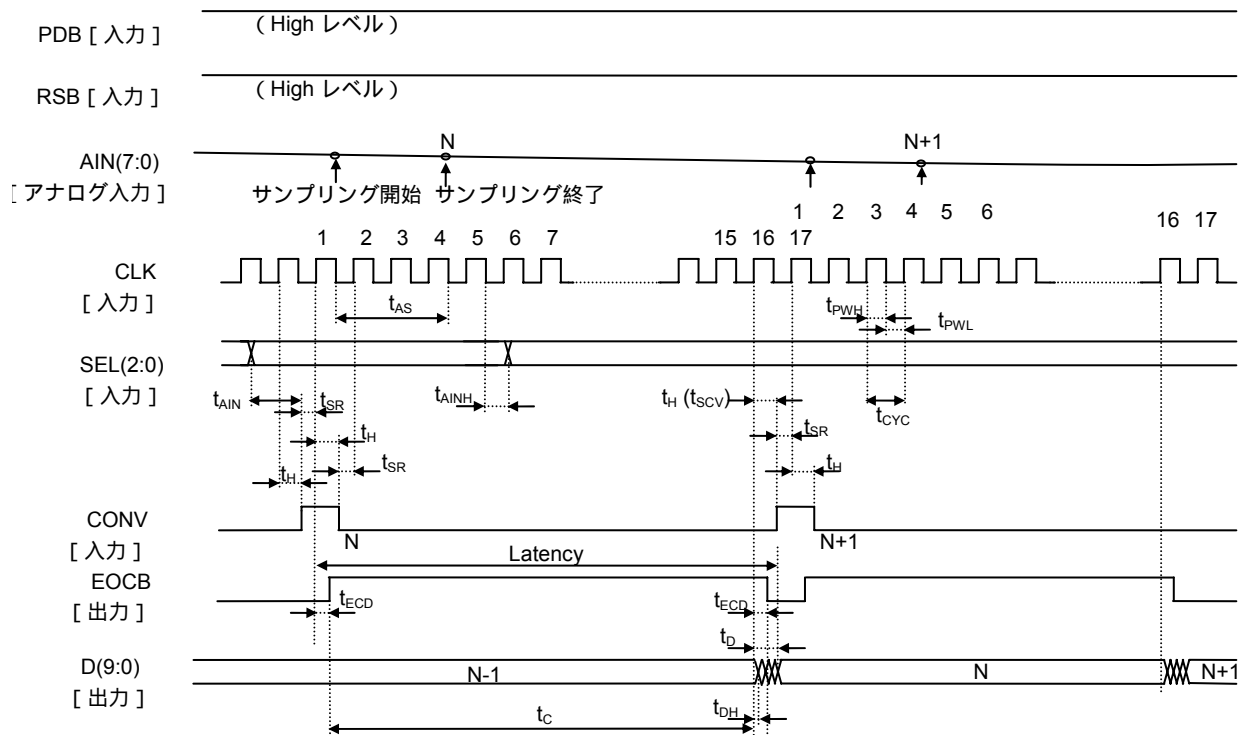 PDB [ 入力 ]
( High レベル )
RSB [ 入力 ]
( High レベル )
AIN(7:0)
[ アナログ入力 ]
N
N+1
サンプリング開始 サンプリング終了
1 2 3 4 5 6
16 17
1 2 3 4 5 6 7
15 16 17
CLK
[ 入力 ]
tAS
tPWH
tPWL
SEL(2:0)
[ 入力 ]
tAIN
tSR
tAINH
tH (tSCV)
tCYC
tH
tSR
tSR
tH
tH
CONV
[ 入力 ]
N
N+1
Latency
EOCB
[ 出力 ]
tECD
tECD
tD
D(9:0)
[ 出力 ]
N-1
N
N+1
tDH
tC